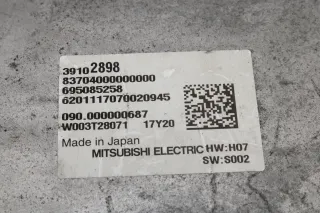 39102898
83704000000000
695085258
6201117070020945
090.000000687
W003T28071 17Y20
Made in Japan
MITSUBISHI ELECTRIC HW:H07
SW:S002